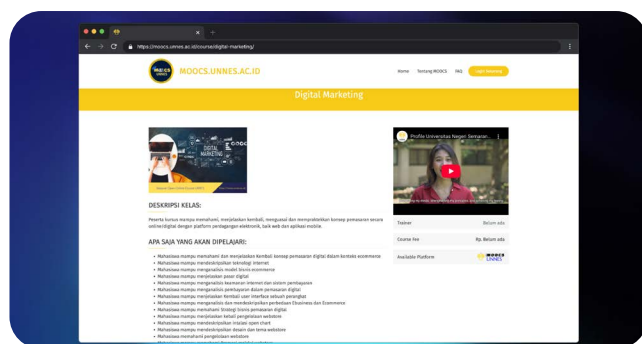 https://moocs.unnes.ac.id/course/digital-marketing/
MOOCS.UNNES.AC.ID
Home Tentang MOOCS FAQ Login Sekarang
Digital Marketing
DIGITAL
MARKETING
Profile Universitas Negeri Semaran...
DESKRIPSI KELAS:
Peserta kursus mampu memahami, menjelaskan kembali, menguasai dan mempraktekkan konsep pemasaran secara
online/digital dengan platform perdagangan elektronik, baik web dan aplikasi mobile.
Trainer Belum ada
Course Fee Rp. Belum ada
Available Platform MOOCS
UNNES
APA SAJA YANG AKAN DIPELAJARI:
• Mahasiswa mampu memahami dan menjelaskan Kembali konsep pemasaran digital dalam konteks ecommerce
• Mahasiswa mampu mendeskripsikan teknologi internet
• Mahasiswa mampu menganalisis model bisnis ecommerce
• Mahasiswa mampu menjelaskan pasar digital
• Mahasiswa mampu menganalisis keamanan internet dan sistem pembayaran
• Mahasiswa mampu menganalisis pembayaran dalam pemasaran digital
• Mahasiswa mampu menjelaskan Kembali user interface sebuah perangkat
• Mahasiswa mampu menganalisis dan mendeskripsikan perbedaan Ebusiness dan Ecommerce
• Mahasiswa mampu memahami Strategi bisnis pemasaran digital
• Mahasiswa mampu menjelaskan kehail pengelolaan webstore
• Mahasiswa mampu mendeskripsikan intalasi open chart
• Mahasiswa mampu mendeskripsikan desain dan tema webstore
• Mahasiswa memahami pengelolaan webstore